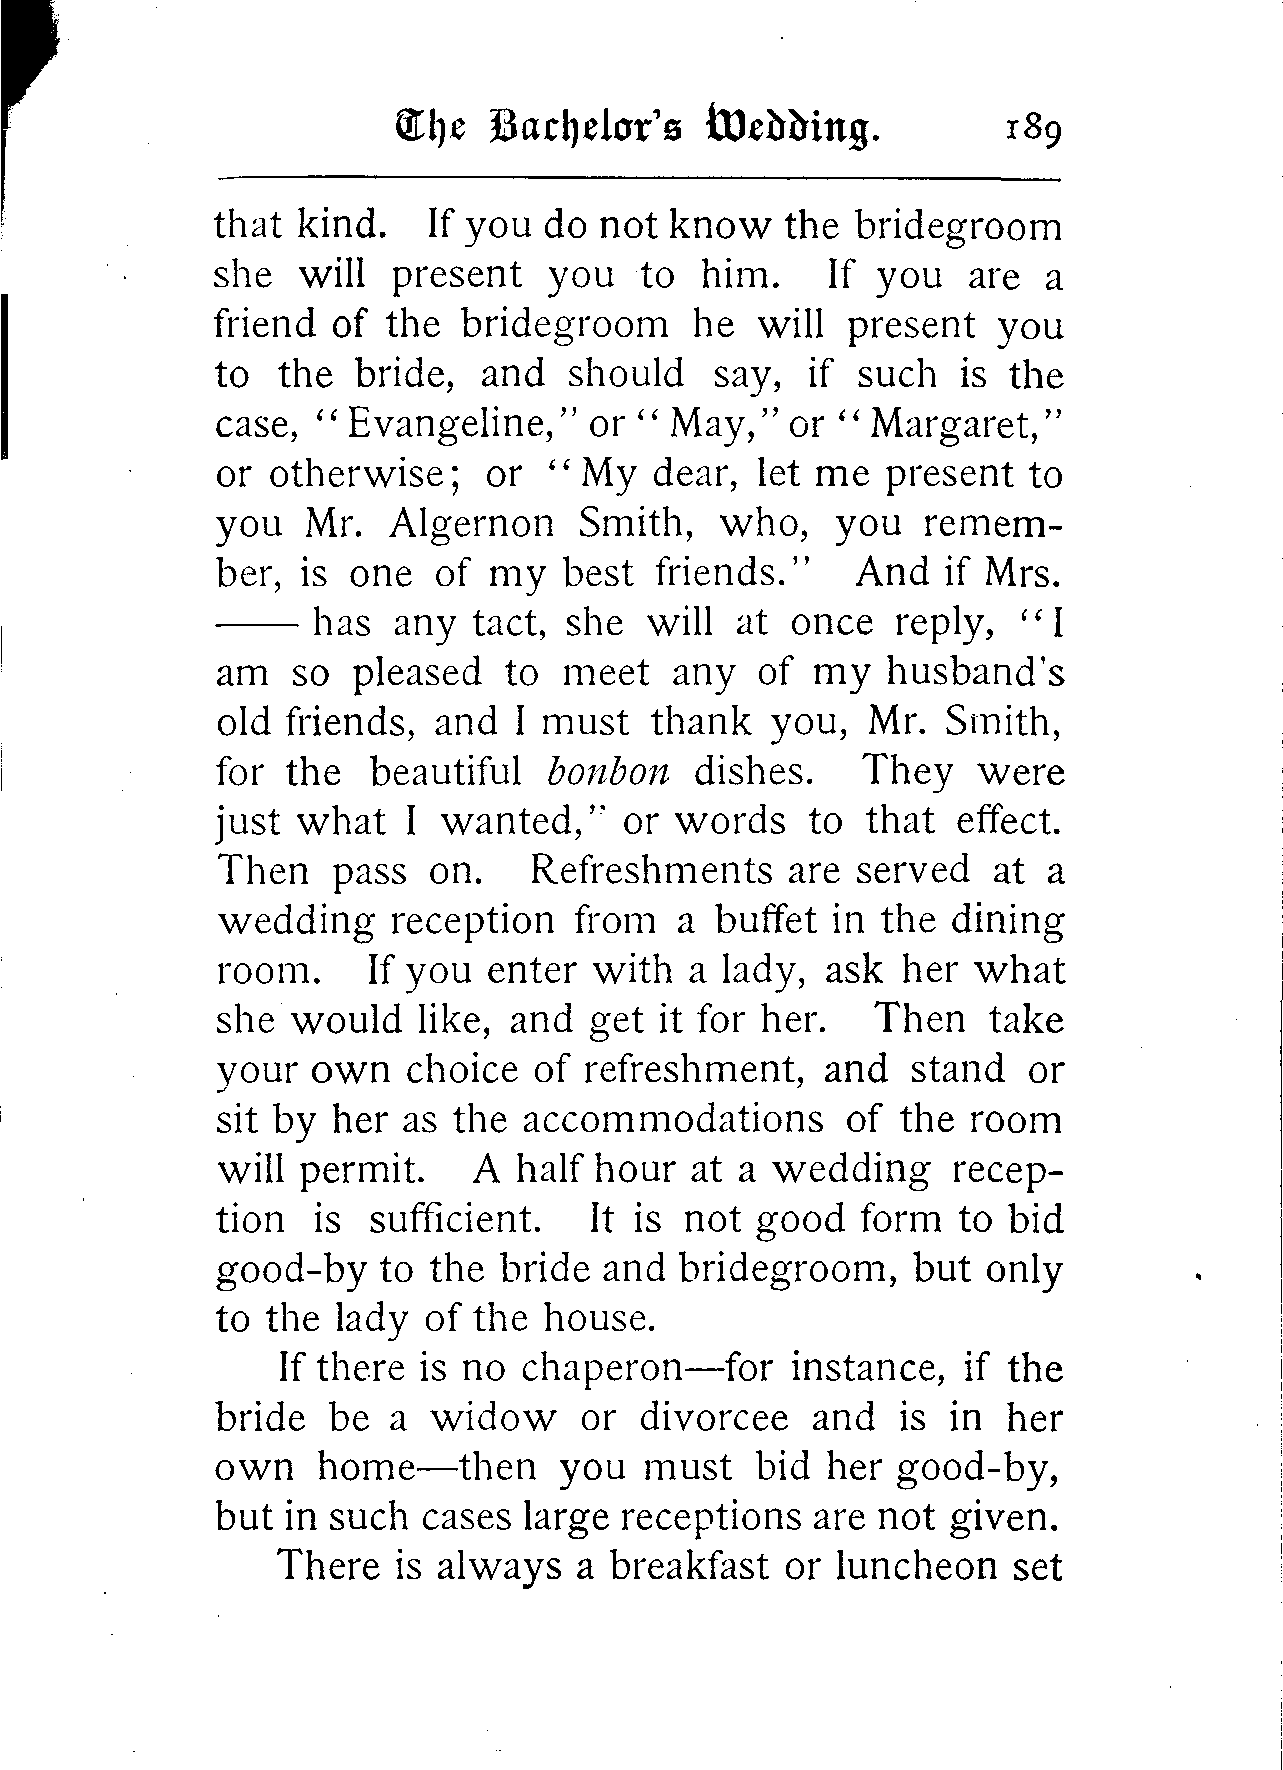 The Bachelor's Wedding. 189
that kind. If you do not know the bridegroom
she will present you to him. If you are a
friend of the bridegroom he will present you
to the bride, and should say, if such is the
case, "Evangeline," or "May," or "Margaret,"
or otherwise; or "My dear, let me present to
you Mr. Algernon Smith, who, you remem-
ber, is one of my best friends." And if Mrs.
—— has any tact, she will at once reply, "I
am so pleased to meet any of my husband's
old friends, and I must thank you, Mr. Smith,
for the beautiful bonbon dishes. They were
just what I wanted," or words to that effect.
Then pass on. Refreshments are served at a
wedding reception from a buffet in the dining
room. If you enter with a lady, ask her what
she would like, and get it for her. Then take
your own choice of refreshment, and stand or
sit by her as the accommodations of the room
will permit. A half hour at a wedding recep-
tion is sufficient. It is not good form to bid
good-by to the bride and bridegroom, but only
to the lady of the house.
If there is no chaperon—for instance, if the
bride be a widow or divorcee and is in her
own home—then you must bid her good-by,
but in such cases large receptions are not given.
There is always a breakfast or luncheon set